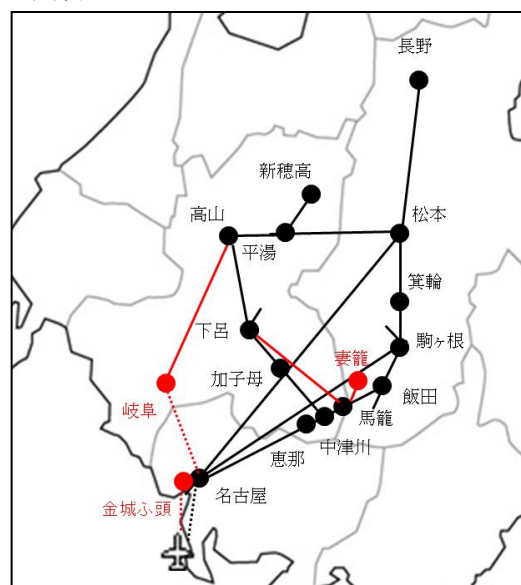 長野
新穂高
高山
松本
平湯
箕輪
下呂
駒ヶ根
妻籠
加子母
飯田
岐阜
馬籠
中津川
恵那
名古屋
金城ふ頭